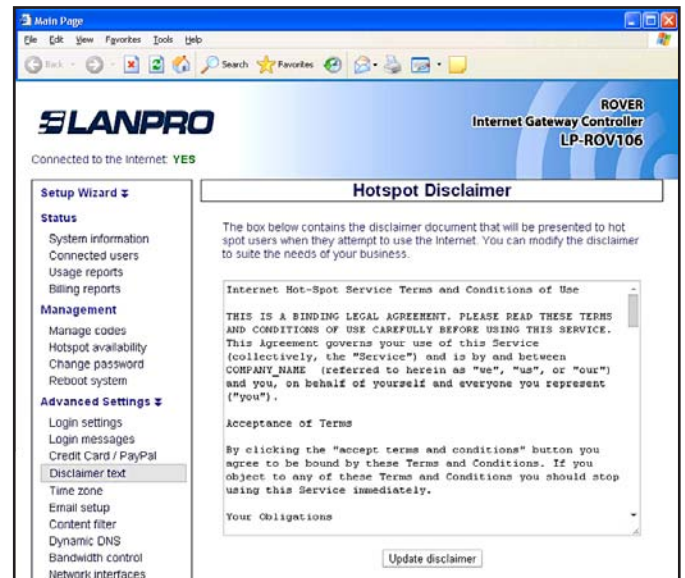 Main Page
File Edit View Favorites Tools Help
Back Search Favorites
LANPRO
ROVER
Internet Gateway Controller
LP-ROV106
Connected to the Internet: YES
Setup Wizard
Status
System information
Connected users
Usage reports
Billing reports
Management
Manage codes
Hotspot availability
Change password
Reboot system
Advanced Settings
Login settings
Login messages
Credit Card / PayPal
Disclaimer text
Time zone
Email setup
Content filter
Dynamic DNS
Bandwidth control
Network interfaces
Hotspot Disclaimer
The box below contains the disclaimer document that will be presented to hot
spot users when they attempt to use the Internet. You can modify the disclaimer
to suite the needs of your business.
Internet Hot-Spot Service Terms and Conditions of Use
THIS IS A BINDING LEGAL AGREEMENT. PLEASE READ THESE TERMS
AND CONDITIONS OF USE CAREFULLY BEFORE USING THIS SERVICE.
This Agreement governs your use of this Service
(collectively, the "Service") and is by and between
COMPANY_NAME (referred to herein as "we", "us", or "our")
and you, on behalf of yourself and everyone you represent
("you").
Acceptance of Terms
By clicking the "accept terms and conditions" button you
agree to be bound by these Terms and Conditions. If you
object to any of these Terms and Conditions you should stop
using this Service immediately.
Your Obligations
Update disclaimer